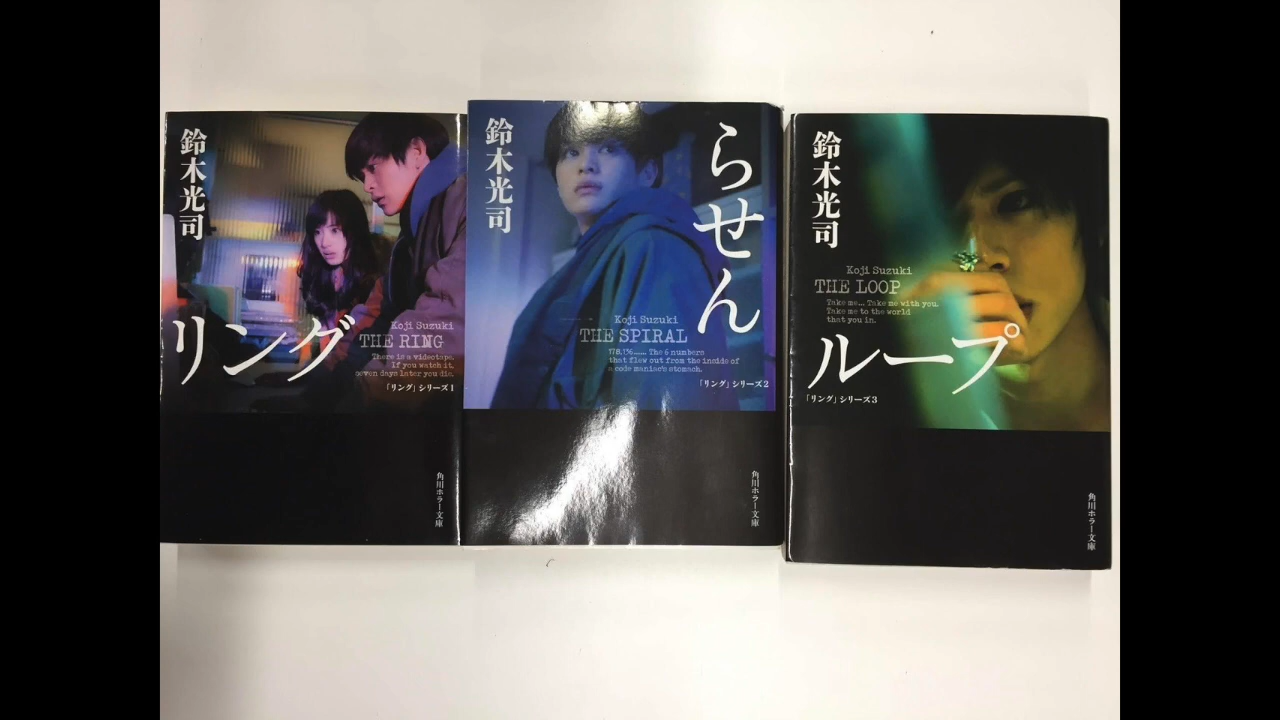 鈴木光司
リング
Koji Suzuki
THE RING
There is a videotape.
If you watch it,
seven days later you die.
「リング」シリーズ1
角川ホラー文庫
鈴木光司
らせん
Koji Suzuki
THE SPIRAL
178,136...... The 6 numbers
that flew out from the inside of
a code maniac's stomach.
「リング」シリーズ2
角川ホラー文庫
鈴木光司
Koji Suzuki
THE LOOP
Take me... Take me with you.
Take me to the world
that you in.
ループ
「リング」シリーズ3
角川ホラー文庫